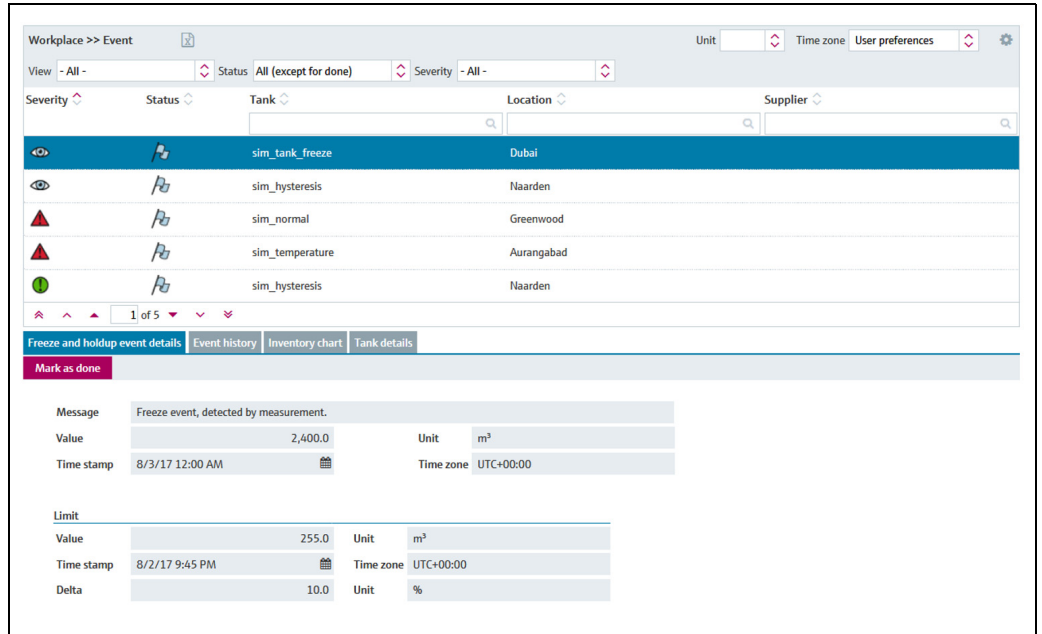 Workplace >> Event Unit Time zone User preferences
View - All - Status All (except for done) Severity - All -
Severity Status Tank Location Supplier
sim_tank_freeze Dubai
sim_hysteresis Naarden
sim_normal Greenwood
sim_temperature Aurangabad
sim_hysteresis Naarden
1 of 5
Freeze and holdup event details Event history Inventory chart Tank details
Mark as done
Message Freeze event, detected by measurement.
Value 2,400.0 Unit m³
Time stamp 8/3/17 12:00 AM Time zone UTC+00:00
Limit
Value 255.0 Unit m³
Time stamp 8/2/17 9:45 PM Time zone UTC+00:00
Delta 10.0 Unit %